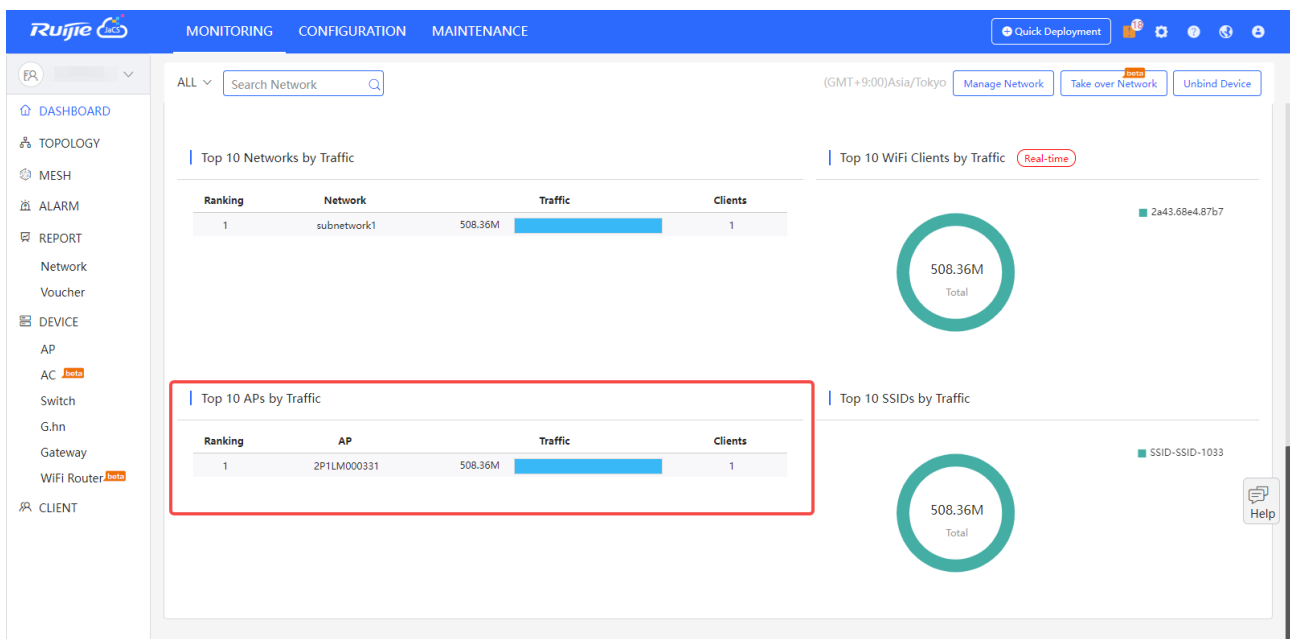 Ruijie JaCS MONITORING CONFIGURATION MAINTENANCE Quick Deployment 18
FR
ALL Search Network (GMT+9:00)Asia/Tokyo Manage Network Take over Network beta Unbind Device
DASHBOARD
TOPOLOGY
MESH
ALARM
REPORT
Network
Voucher
DEVICE
AP
AC beta
Switch
G.hn
Gateway
WiFi Router beta
CLIENT
Top 10 Networks by Traffic
Ranking Network Traffic Clients
1 subnetwork1 508.36M 1
Top 10 WiFi Clients by Traffic Real-time
2a43.68e4.87b7
508.36M
Total
Top 10 APs by Traffic
Ranking AP Traffic Clients
1 2P1LM000331 508.36M 1
Top 10 SSIDs by Traffic
SSID-SSID-1033
508.36M
Total
Help